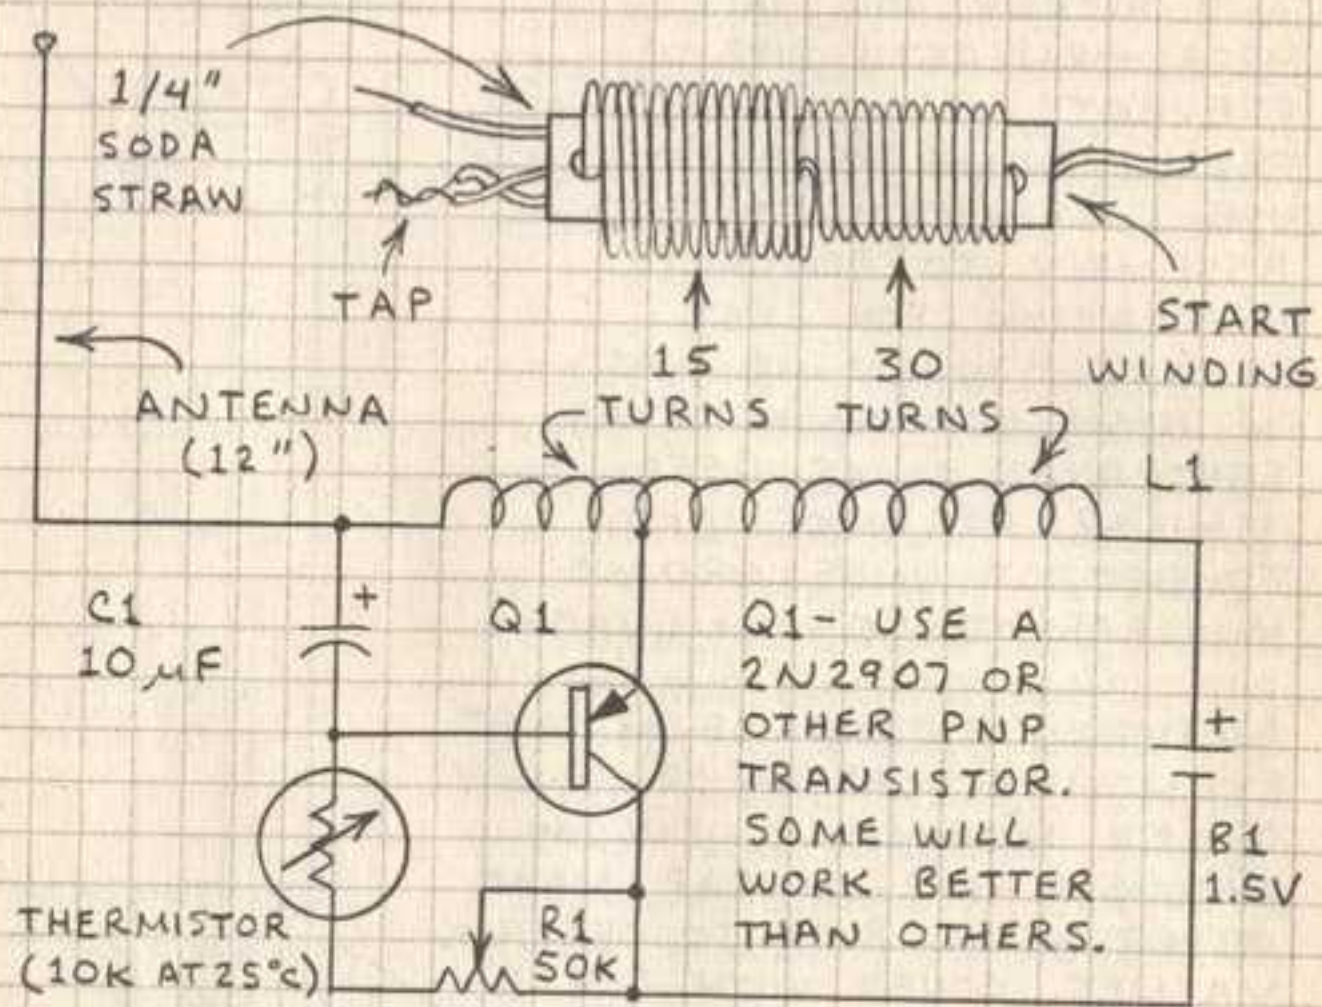 1/4"
SODA
STRAW
TAP
15
TURNS
30
TURNS
START
WINDING
ANTENNA
(12")
L1
C1
10 µF
+
Q1
Q1- USE A
2N2907 OR
OTHER PNP
TRANSISTOR.
SOME WILL
WORK BETTER
THAN OTHERS.
+
B1
1.5V
THERMISTOR
(10K AT 25°C)
R1
50K